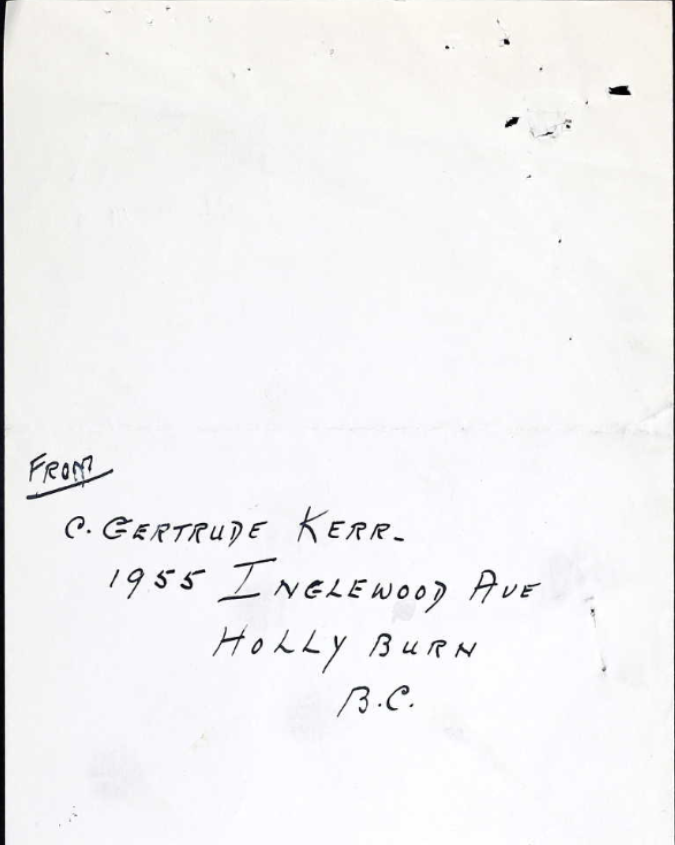 FROM
C. GERTRUDE KERR-
1955 INGLEWOOD AVE
HOLLY BURN
B.C.